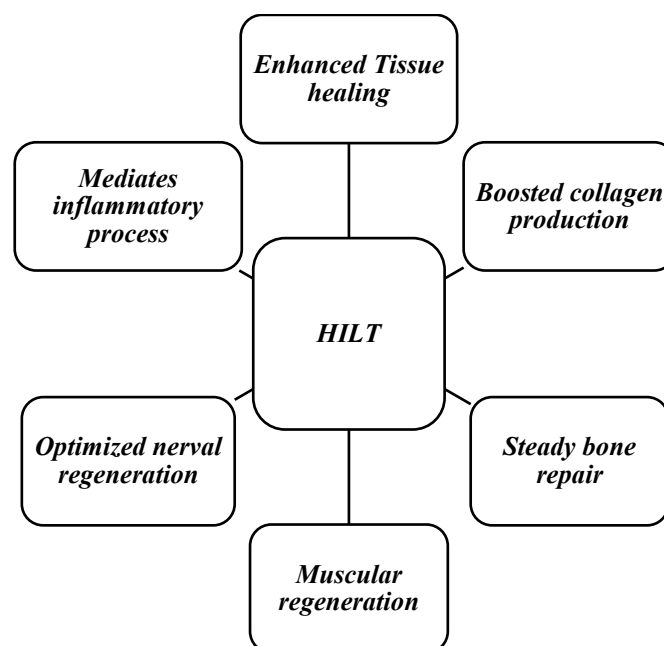 Enhanced Tissue
healing
Mediates
inflammatory
process
Boosted collagen
production
HILT
Optimized nerval
regeneration
Steady bone
repair
Muscular
regeneration